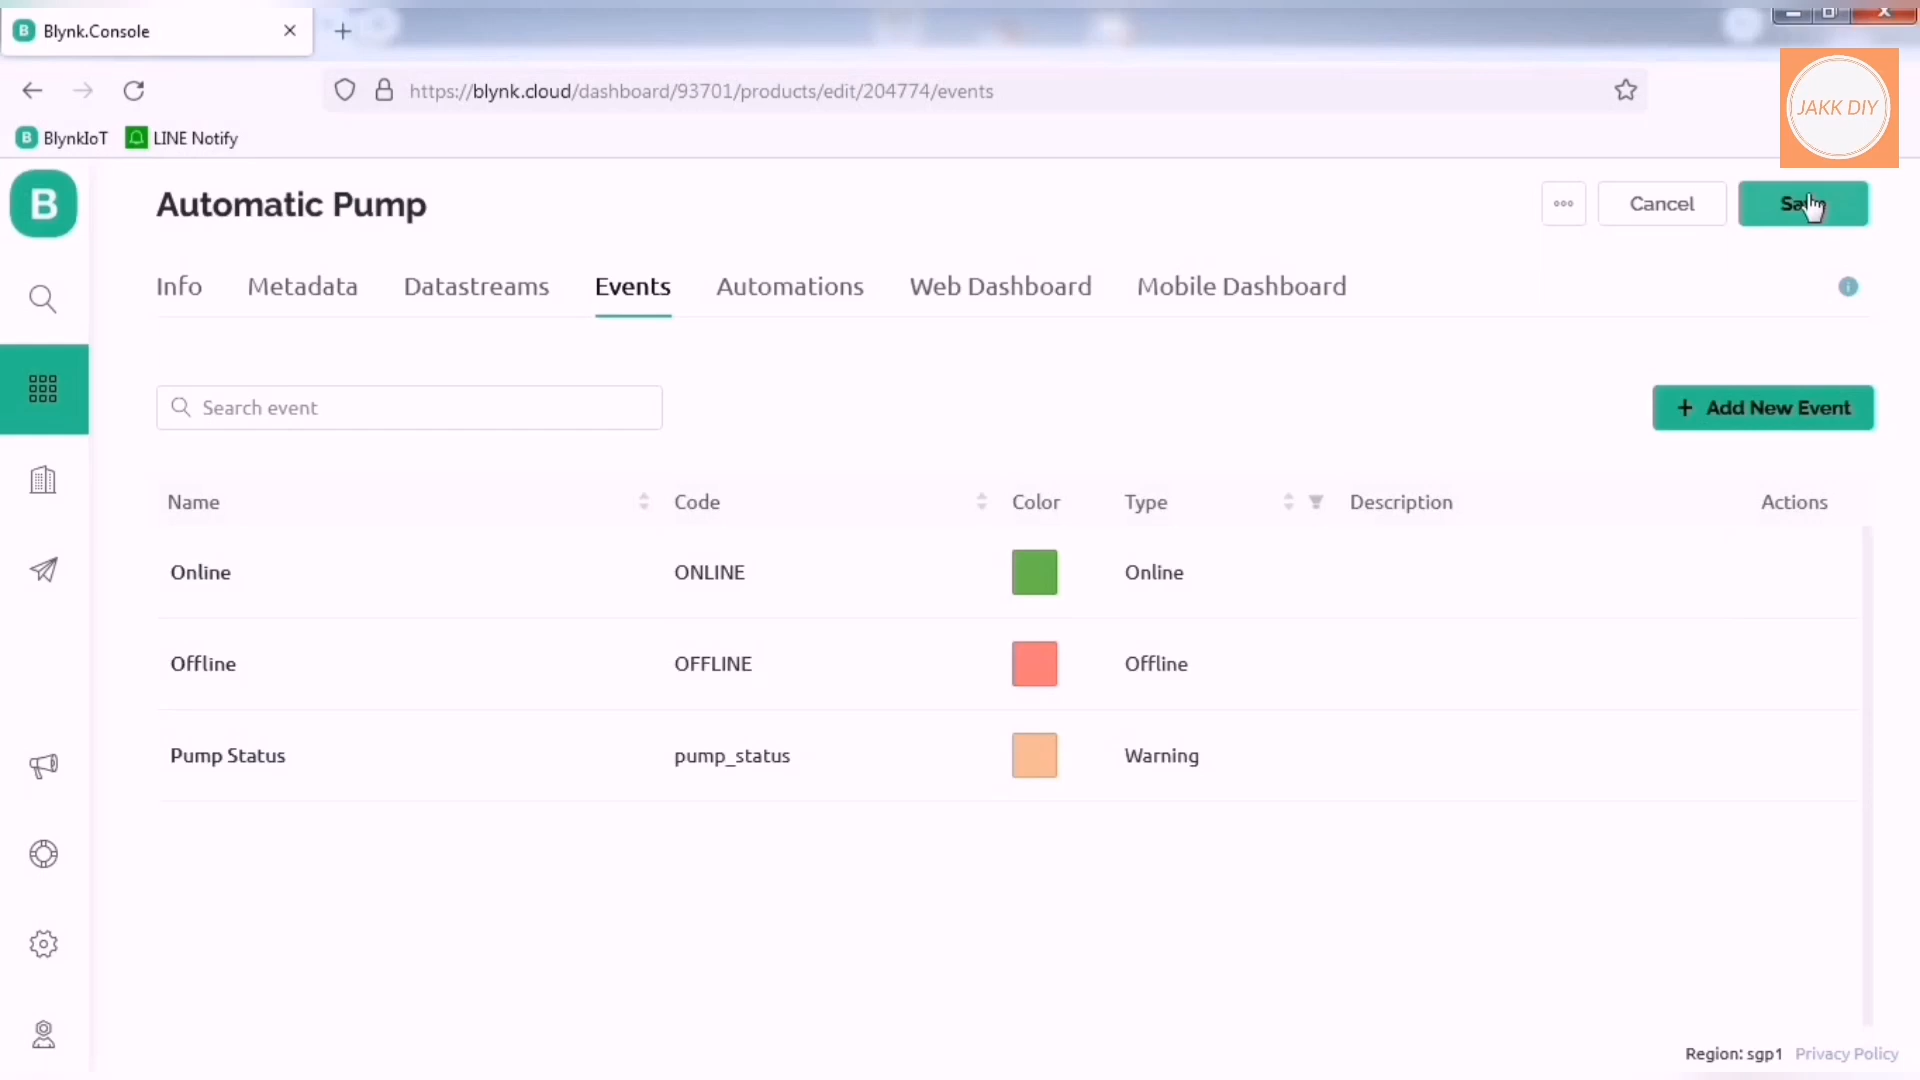 B Blynk.Console
https://blynk.cloud/dashboard/93701/products/edit/204774/events
JAKK DIY
B BlynkIoT LINE Notify
B
Automatic Pump
Cancel
Info Metadata Datastreams Events Automations Web Dashboard Mobile Dashboard
Search event
+ Add New Event
Name Code Color Type Description Actions
Online ONLINE Online
Offline OFFLINE Offline
Pump Status pump_status Warning
Region: sgp1 Privacy Policy